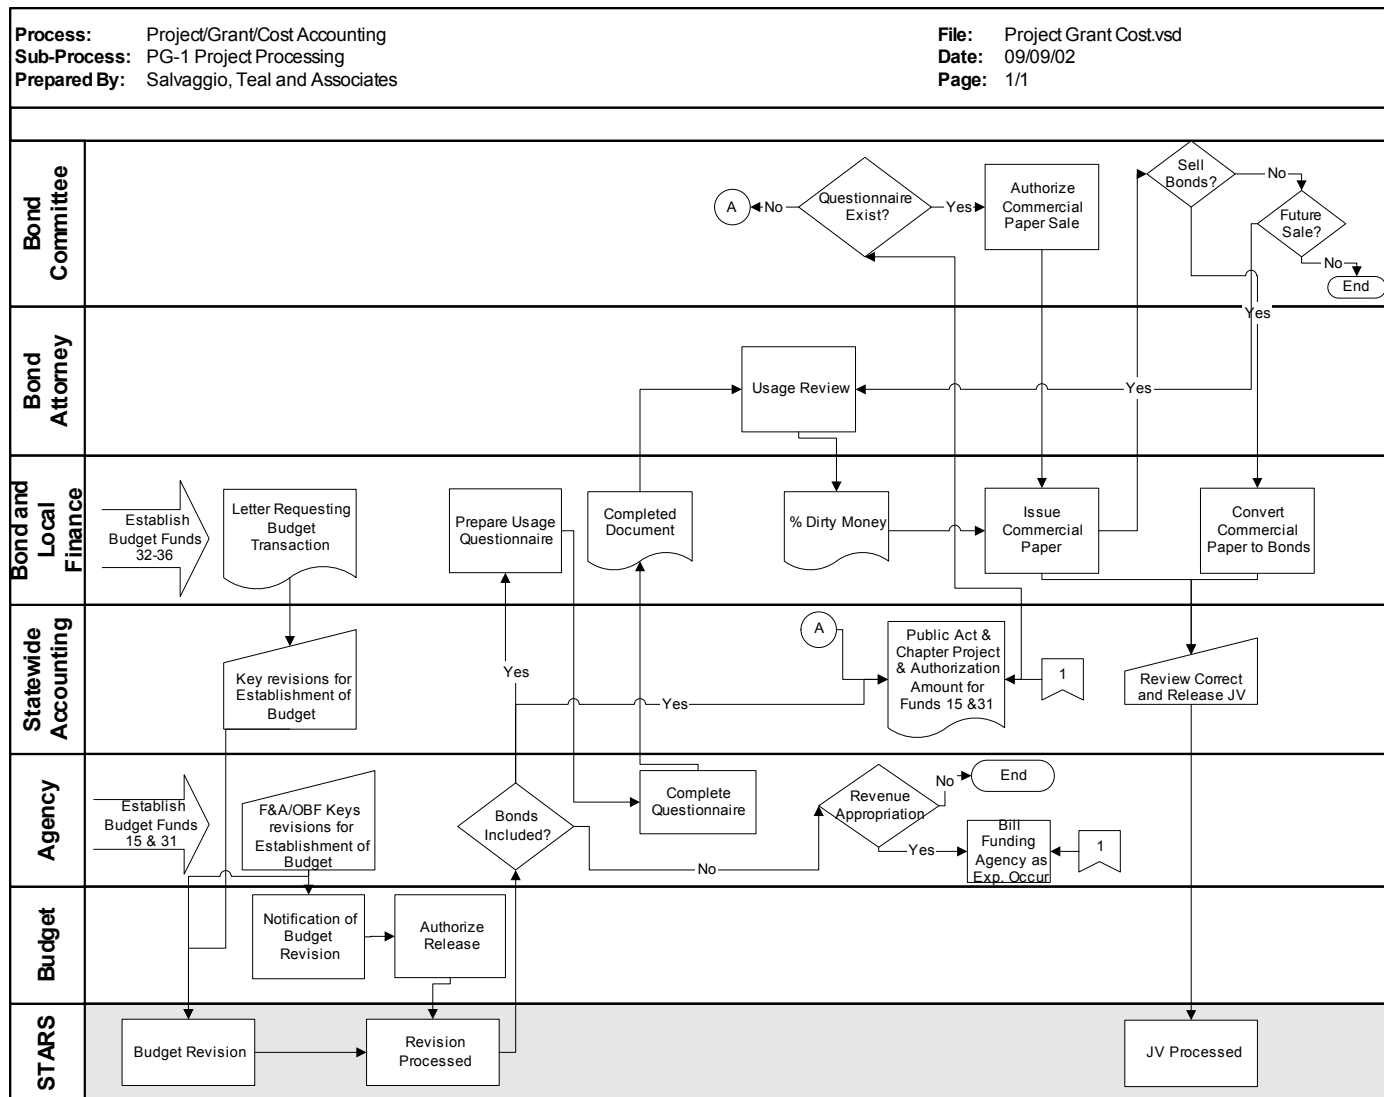 Process: Project/Grant/Cost Accounting
Sub-Process: PG-1 Project Processing
Prepared By: Salvaggio, Teal and Associates
File: Project Grant Cost.vsd
Date: 09/09/02
Page: 1/1
Bond
Committee
A
No
Questionnaire
Exist?
Yes
Authorize
Commercial
Paper Sale
Sell
Bonds?
No
Future
Sale?
No
End
Yes
Bond
Attorney
Usage Review
Yes
Bond and
Local
Finance
Establish
Budget Funds
32-36
Letter Requesting
Budget
Transaction
Prepare Usage
Questionnaire
Completed
Document
% Dirty Money
Issue
Commercial
Paper
Convert
Commercial
Paper to Bonds
Statewide
Accounting
Key revisions for
Establishment of
Budget
Yes
Yes
A
Public Act &
Chapter Project
& Authorization
Amount for
Funds 15 &31
1
Review Correct
and Release JV
Agency
Establish
Budget Funds
15 & 31
F&A/OBF Keys
revisions for
Establishment of
Budget
Bonds
Included?
No
Complete
Questionnaire
Revenue
Appropriation
No
End
Yes
Bill
Funding
Agency as
Exp. Occur
1
Budget
Notification of
Budget
Revision
Authorize
Release
STARS
Budget Revision
Revision
Processed
JV Processed